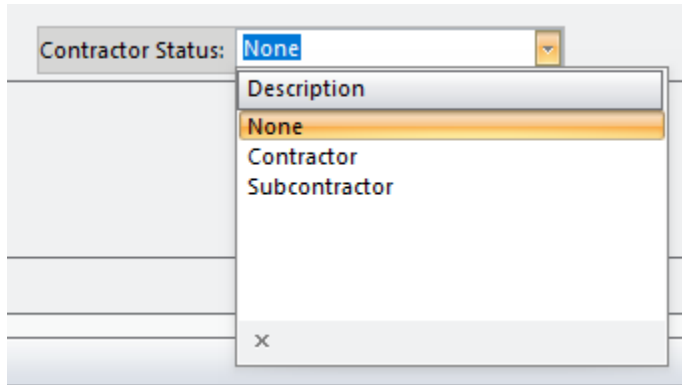 Contractor Status: None
Description
None
Contractor
Subcontractor